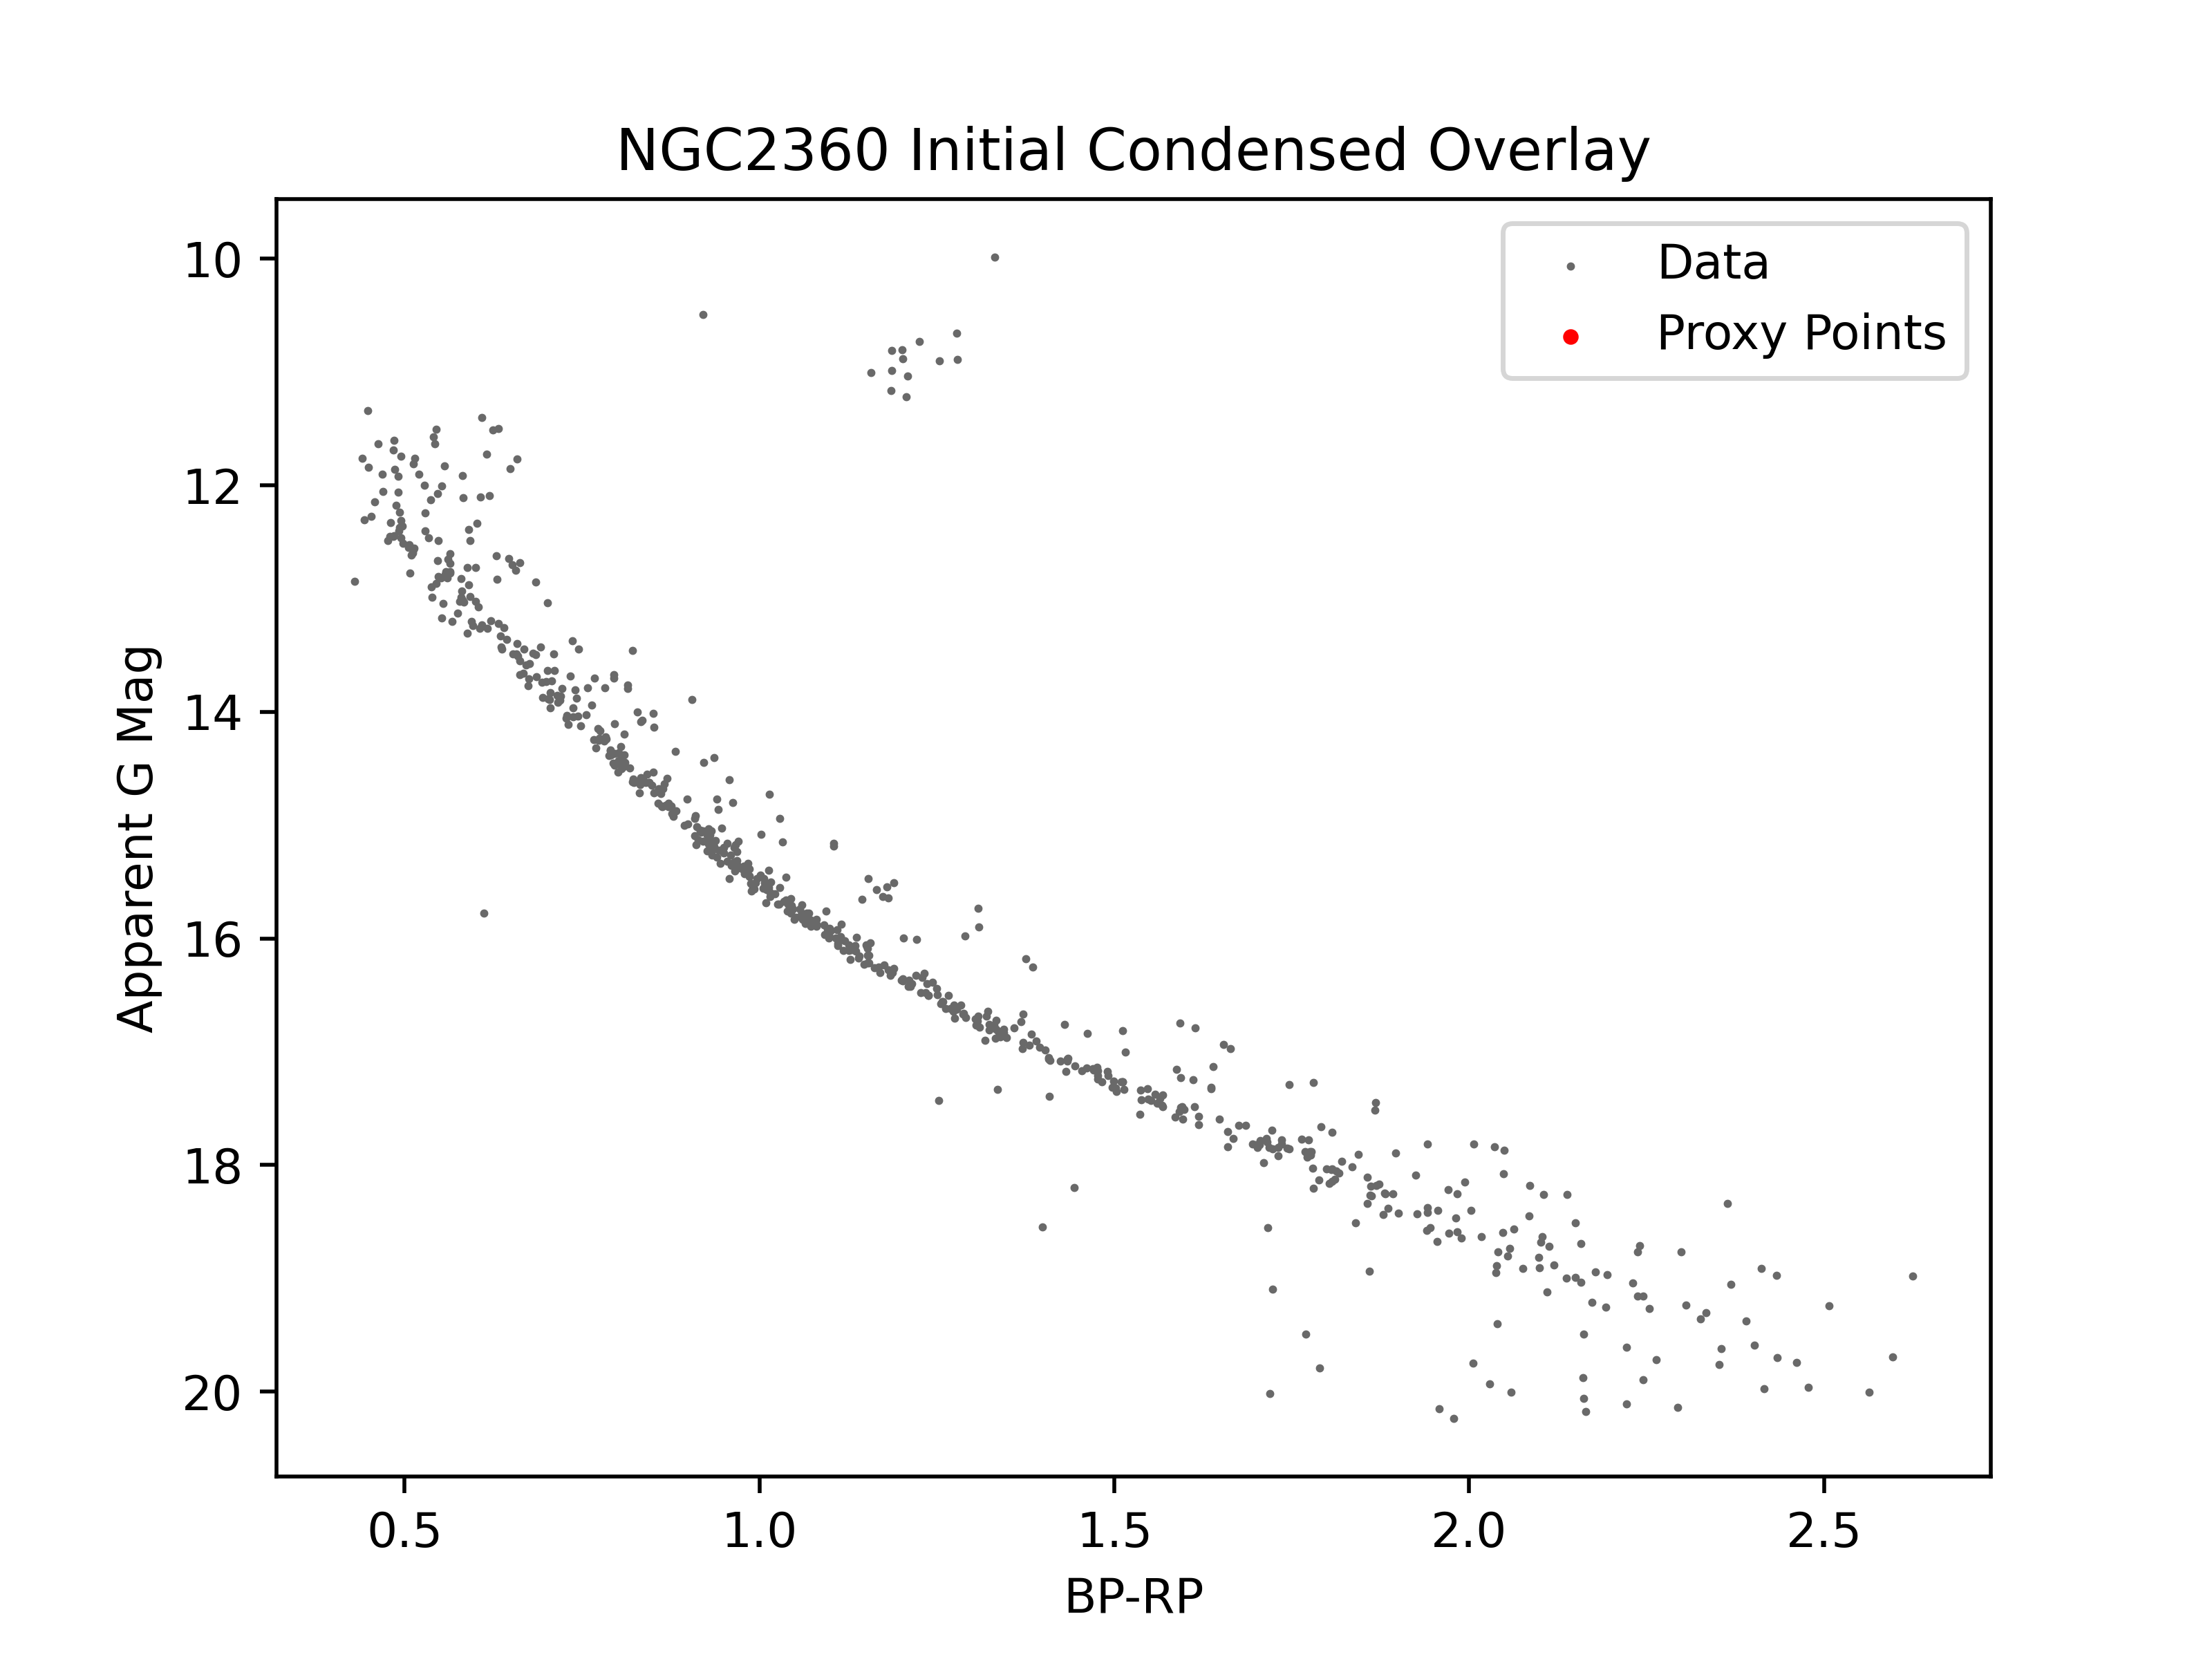 NGC2360 Initial Condensed Overlay
Data
Proxy Points
10
12
14
16
18
20
Apparent G Mag
0.5 1.0 1.5 2.0 2.5
BP-RP